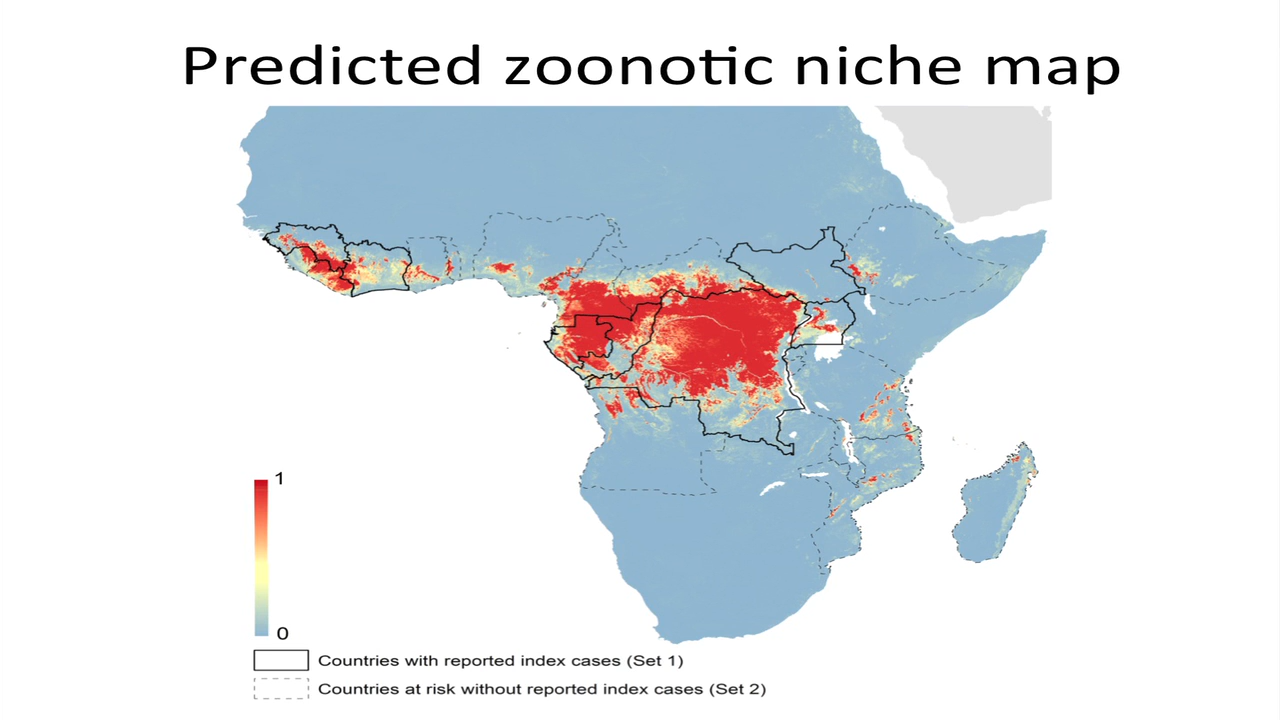 Predicted zoonotic niche map
1
0
Countries with reported index cases (Set 1)
Countries at risk without reported index cases (Set 2)